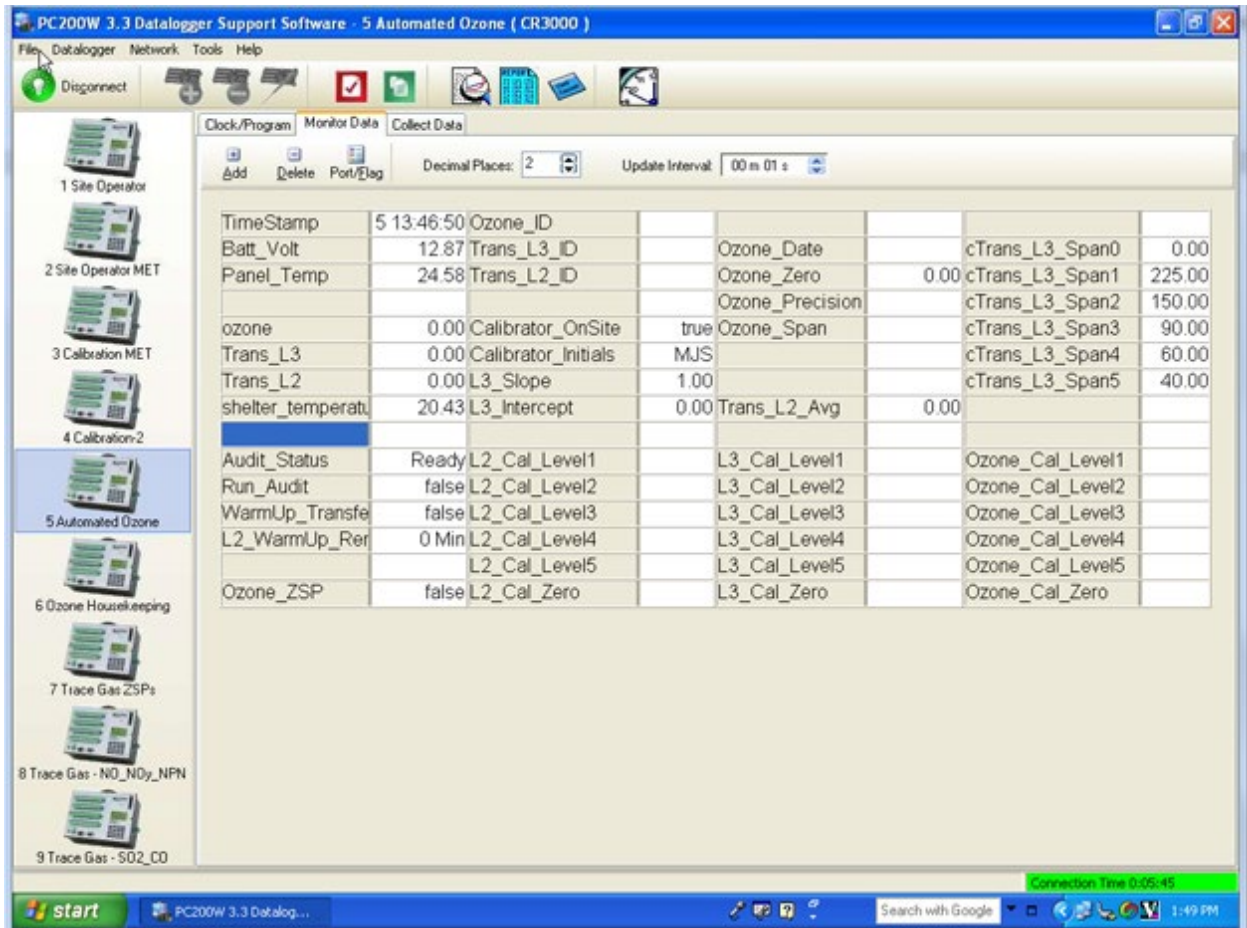 PC200W 3.3 Datalogger Support Software - 5 Automated Ozone ( CR3000 )
File Datalogger Network Tools Help
Disconnect
REPORT
1 Site Operator
2 Site Operator MET
3 Calibration MET
4 Calibration-2
5 Automated Ozone
6 Ozone Housekeeping
7 Trace Gas ZSPs
8 Trace Gas - NO_NOy_NPN
9 Trace Gas - SO2_CO
Clock/Program Monitor Data Collect Data
Add Delete Port/Flag Decimal Places: 2 Update Interval: 00 m 01 s
TimeStamp 5 13:46:50 Ozone_ID
Batt_Volt 12.87 Trans_L3_ID Ozone_Date cTrans_L3_Span0 0.00
Panel_Temp 24.58 Trans_L2_ID Ozone_Zero 0.00 cTrans_L3_Span1 225.00
Ozone_Precision cTrans_L3_Span2 150.00
ozone 0.00 Calibrator_OnSite true Ozone_Span cTrans_L3_Span3 90.00
Trans_L3 0.00 Calibrator_Initials MJS cTrans_L3_Span4 60.00
Trans_L2 0.00 L3_Slope 1.00 cTrans_L3_Span5 40.00
shelter_temperatu 20.43 L3_Intercept 0.00 Trans_L2_Avg 0.00
Audit_Status Ready L2_Cal_Level1 L3_Cal_Level1 Ozone_Cal_Level1
Run_Audit false L2_Cal_Level2 L3_Cal_Level2 Ozone_Cal_Level2
WarmUp_Transfe false L2_Cal_Level3 L3_Cal_Level3 Ozone_Cal_Level3
L2_WarmUp_Rer 0 Min L2_Cal_Level4 L3_Cal_Level4 Ozone_Cal_Level4
L2_Cal_Level5 L3_Cal_Level5 Ozone_Cal_Level5
Ozone_ZSP false L2_Cal_Zero L3_Cal_Zero Ozone_Cal_Zero
Connection Time 0:05:45
start PC200W 3.3 Datalog... Search with Google 1:49 PM